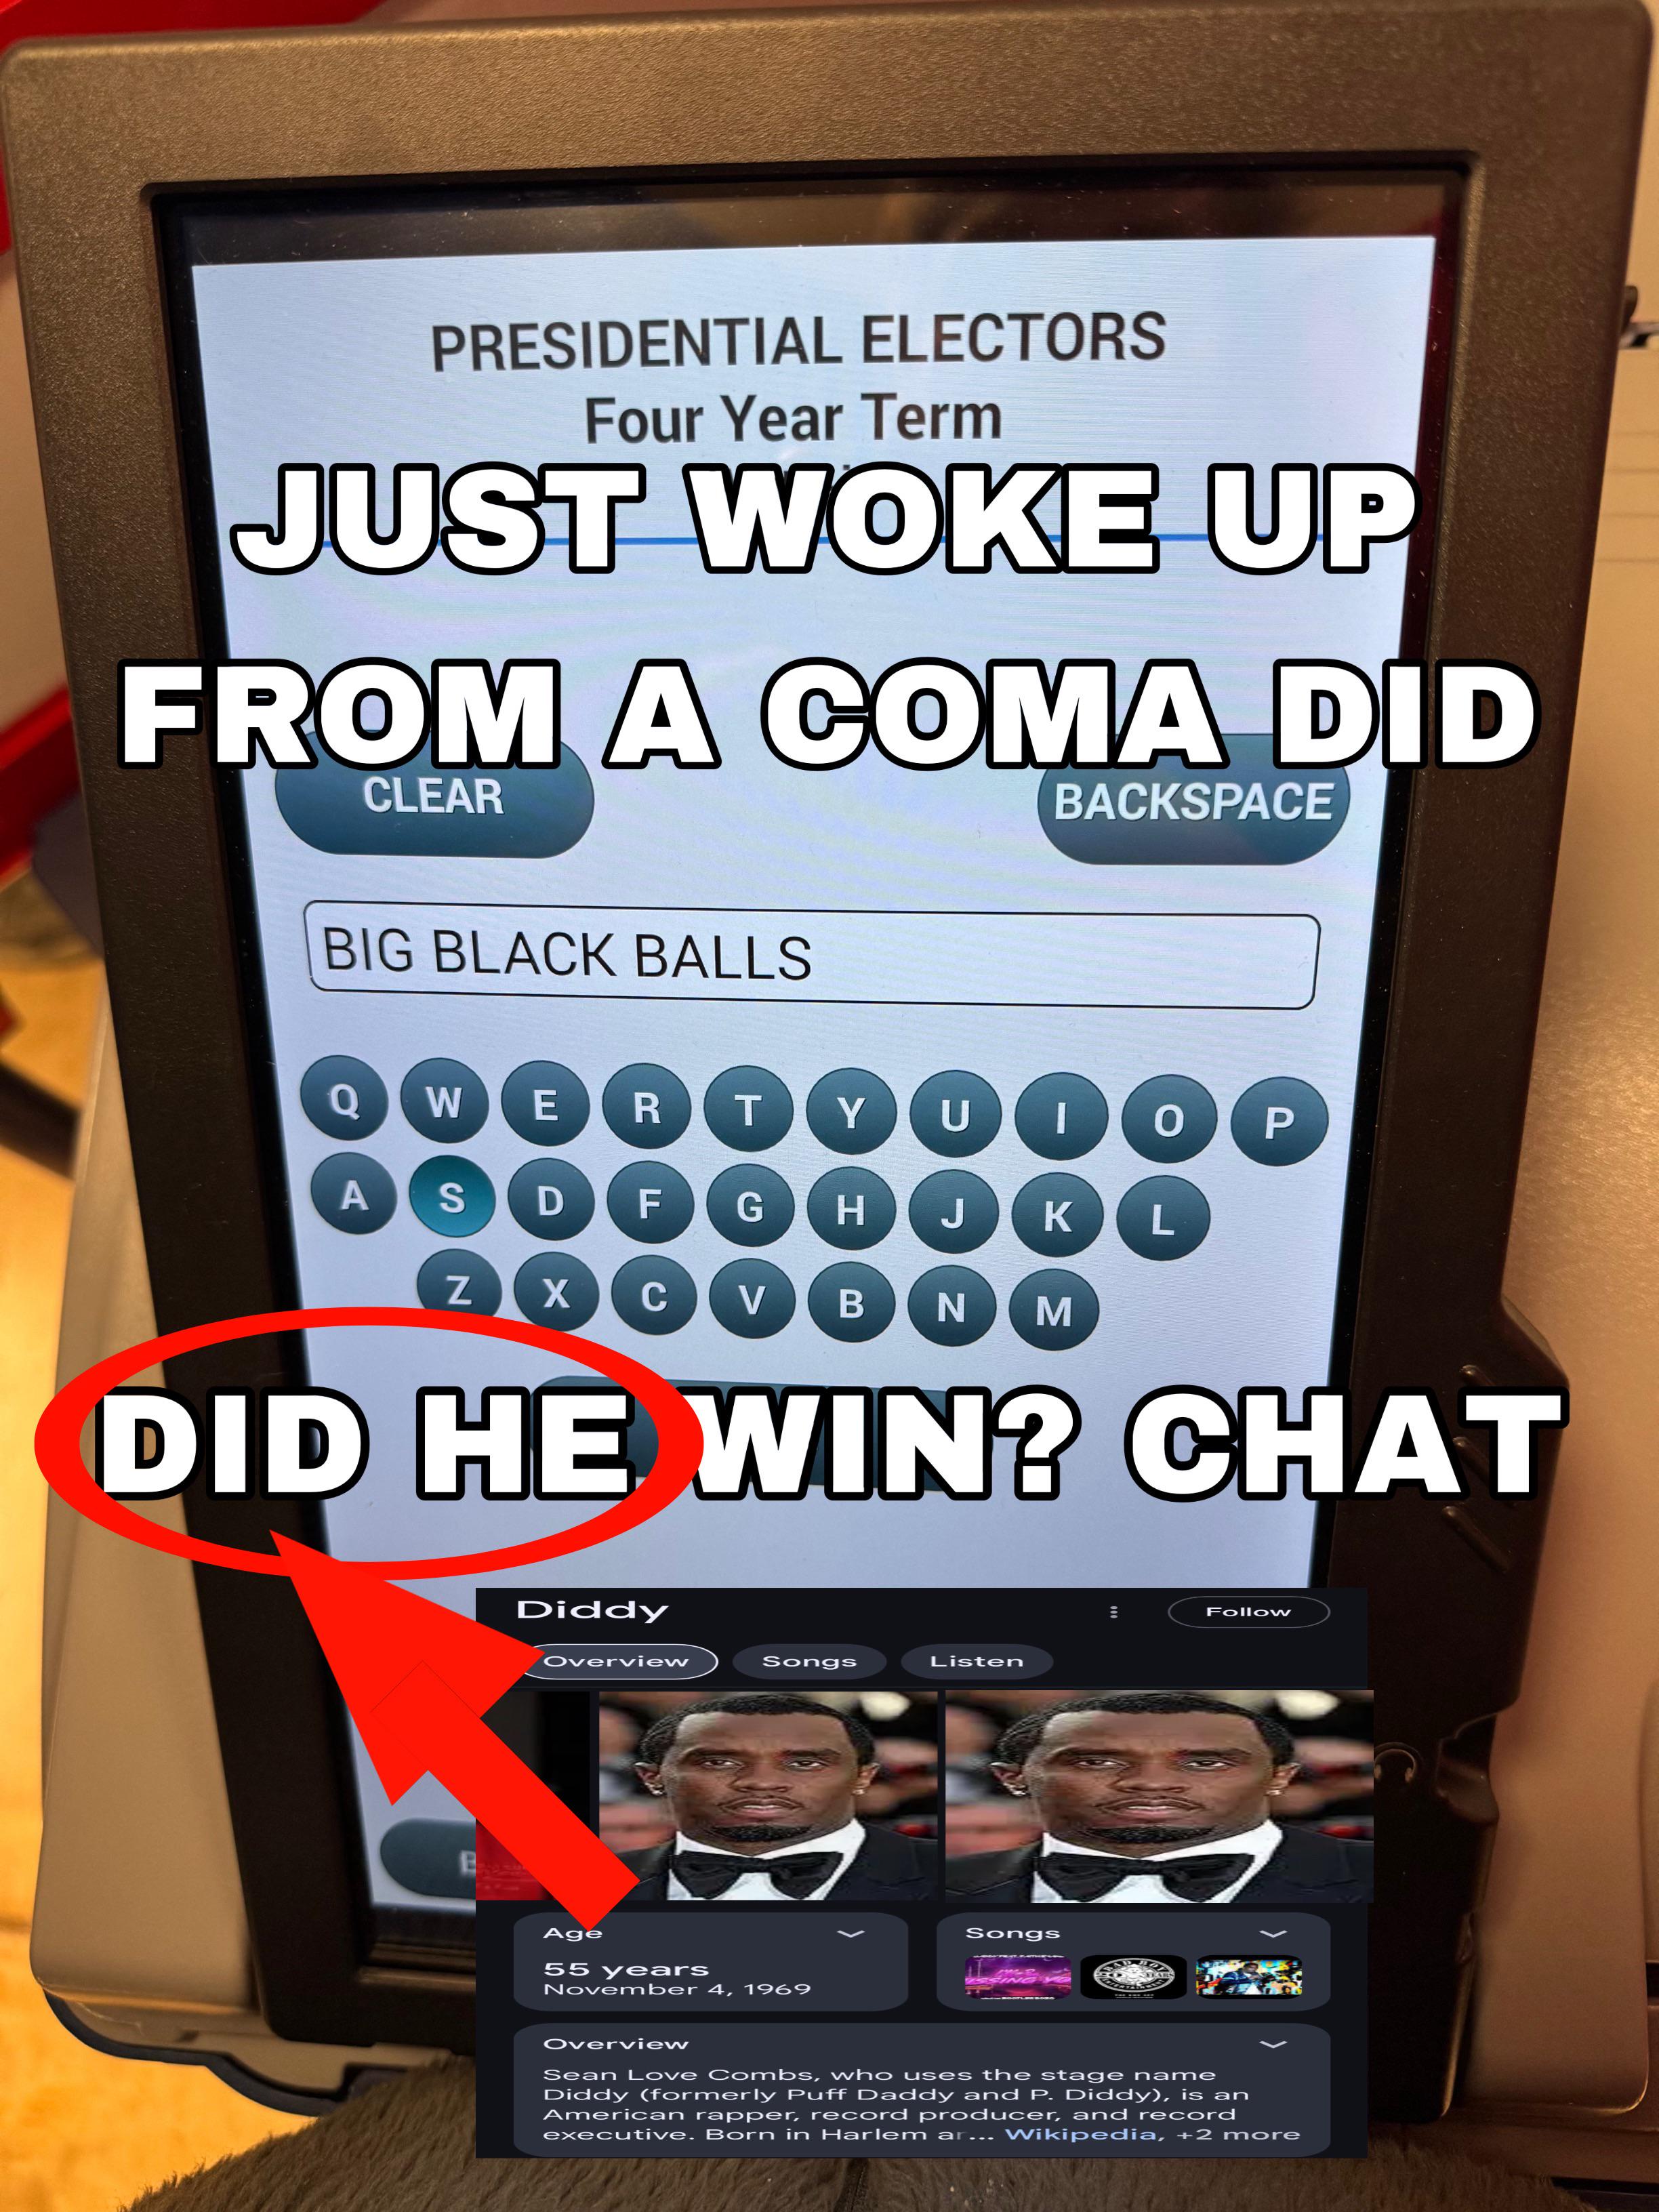 PRESIDENTIAL ELECTORS
Four Year Term
JUST WOKE UP
FROM A COMA DID
CLEAR
BACKSPACE
BIG BLACK BALLS
Q W E R T Y U I O P
A S D F G H J K L
Z X C V B N M
DID HE WIN? CHAT
Diddy
Follow
Overview
Songs
Listen
Age
55 years
November 4, 1969
Songs
Overview
Sean Love Combs, who uses the stage name
Diddy (formerly Puff Daddy and P. Diddy), is an
American rapper, record producer, and record
executive. Born in Harlem ar... Wikipedia, +2 more